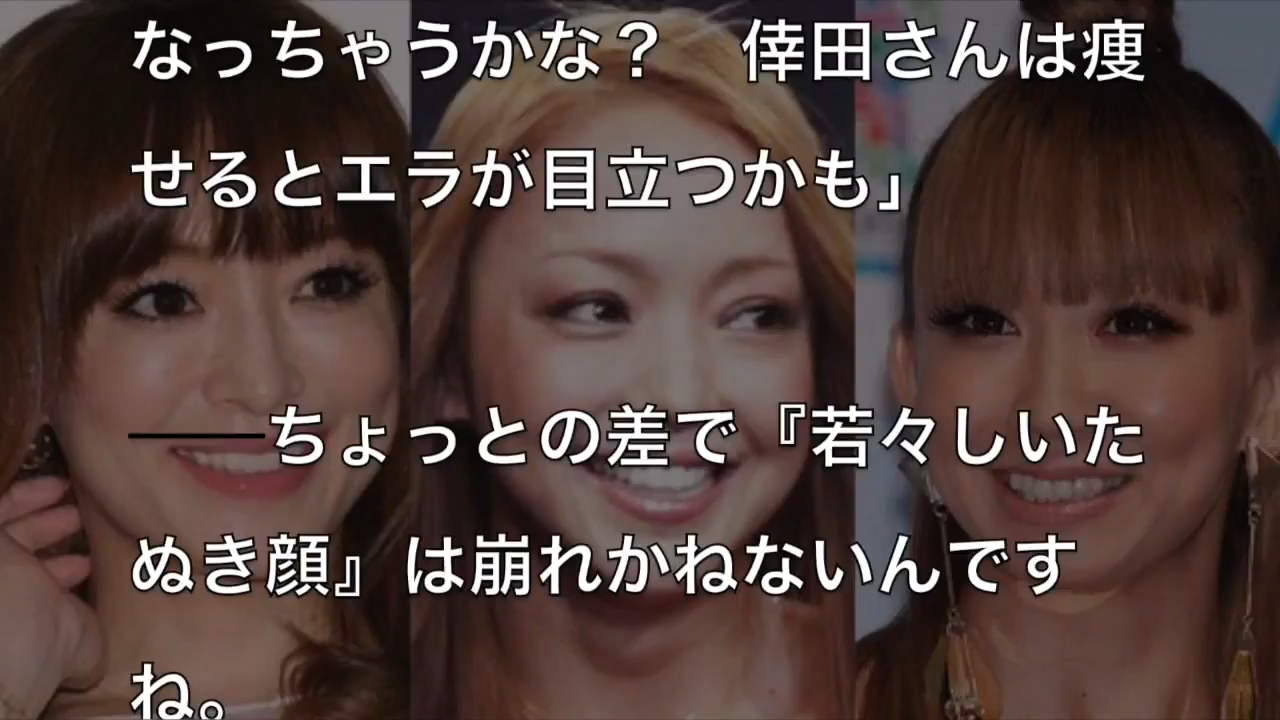 なっちゃうかな？　倖田さんは痩
せるとエラが目立つかも」
――ちょっとの差で『若々しいた
ぬき顔』は崩れかねないんです
ね。